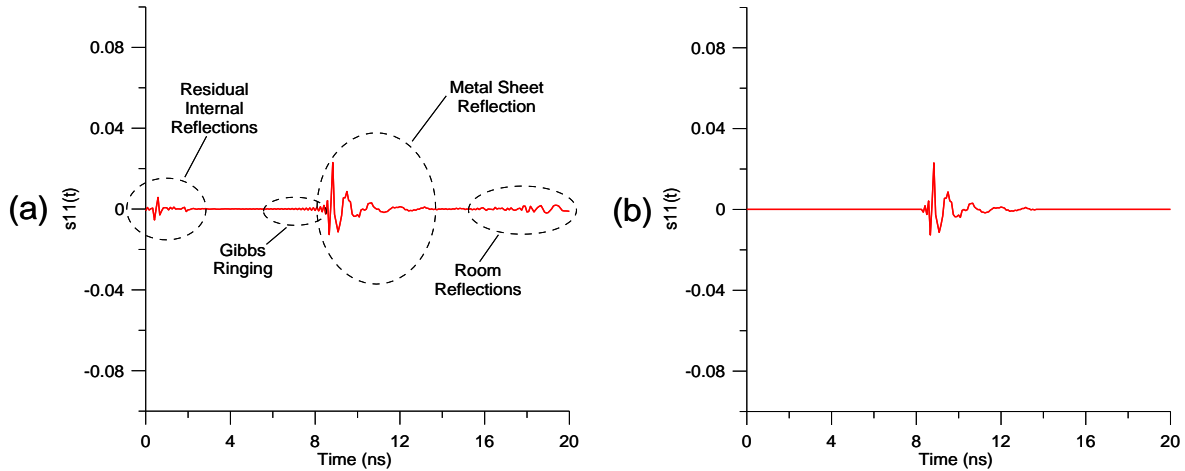 (a)
s11(t)
0.08
0.04
0
-0.04
-0.08
Residual
Internal
Reflections
Gibbs
Ringing
Metal Sheet
Reflection
Room
Reflections
0 4 8 12 16 20
Time (ns)
(b)
s11(t)
0.08
0.04
0
-0.04
-0.08
0 4 8 12 16 20
Time (ns)